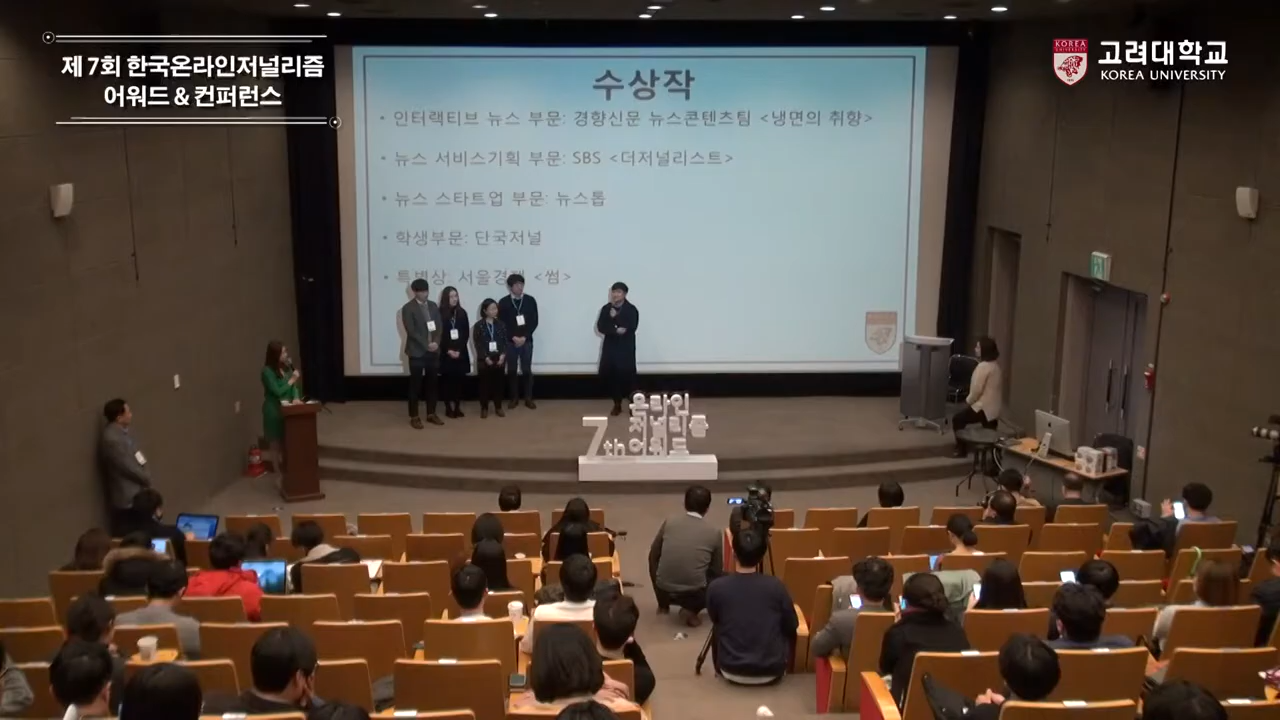 제 7회 한국온라인저널리즘
어워드 & 컨퍼런스
KOREA
고려대학교
KOREA UNIVERSITY
수상작
• 인터랙티브 뉴스 부문: 경향신문 뉴스콘텐츠팀 <냉면의 취향>
• 뉴스 서비스기획 부문: SBS <더저널리스트>
• 뉴스 스타트업 부문: 뉴스톱
• 학생부문: 단국저널
• 특별상: 서울경제 <썸>
온라인
저널리즘
7th 어워드